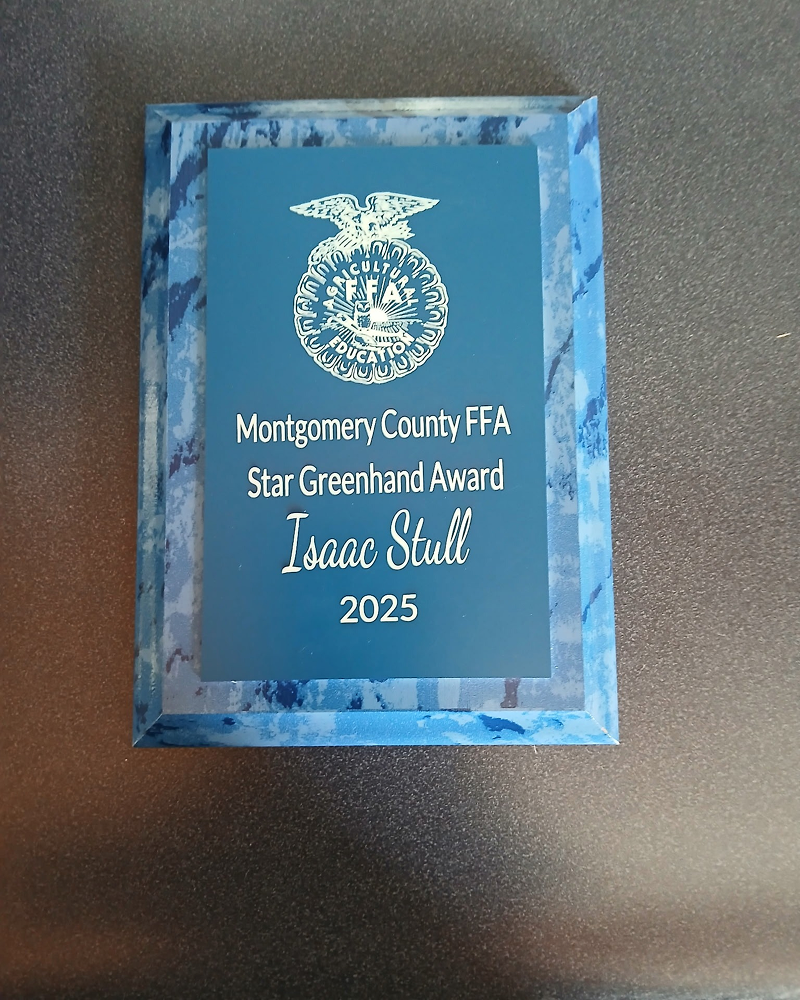 AGRICULTURAL
FFA
EDUCATION
Montgomery County FFA
Star Greenhand Award
Isaac Stull
2025